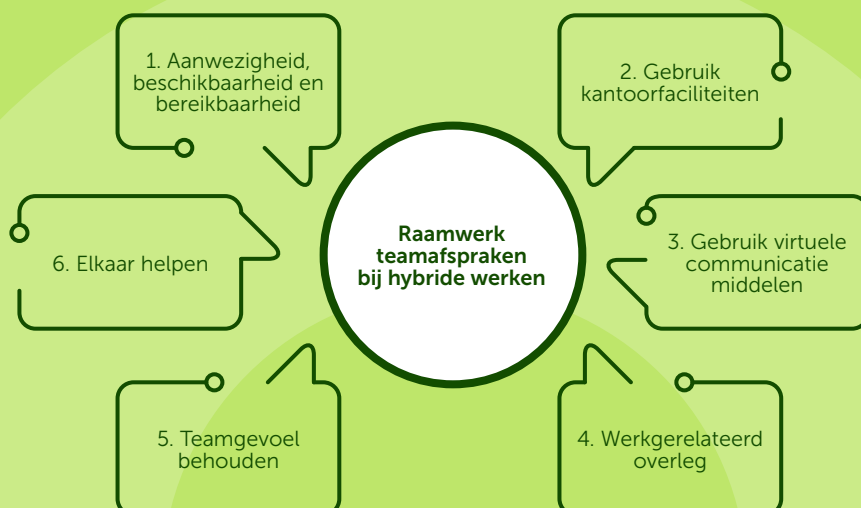 1. Aanwezigheid,
beschikbaarheid en
bereikbaarheid
2. Gebruik
kantoorfaciliteiten
Raamwerk
teamafspraken
bij hybride werken
3. Gebruik virtuele
communicatie
middelen
4. Werkgerelateerd
overleg
5. Teamgevoel
behouden
6. Elkaar helpen